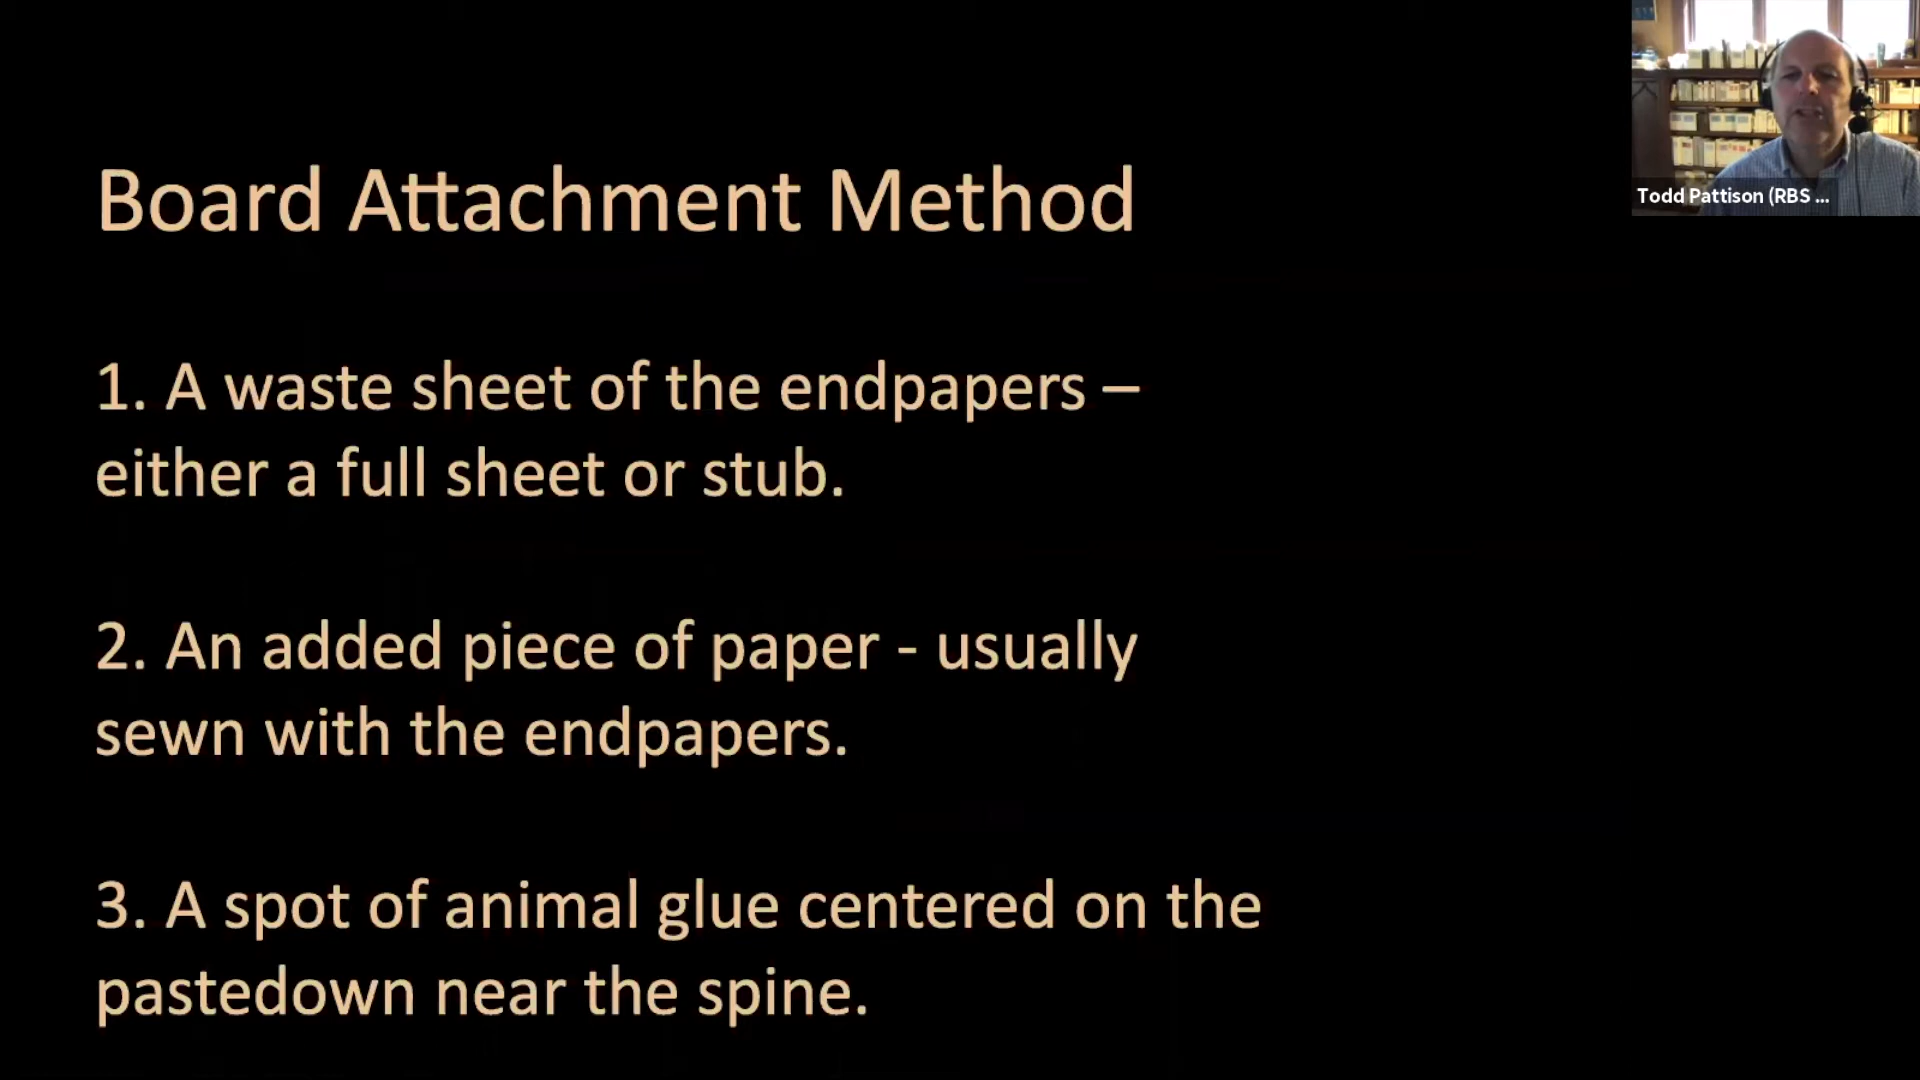 Board Attachment Method
1. A waste sheet of the endpapers –
either a full sheet or stub.
2. An added piece of paper - usually
sewn with the endpapers.
3. A spot of animal glue centered on the
pastedown near the spine.
Todd Pattison (RBS ...